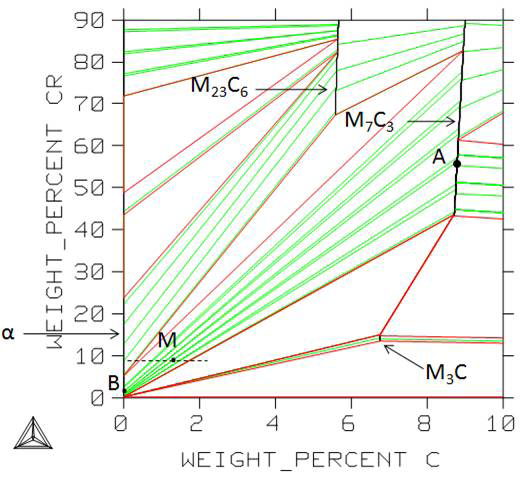 90
80
70
60
50
40
30
20
10
0
WEIGHT_PERCENT CR
M₂₃C₆
M₇C₃
A
α
M
B
M₃C
0 2 4 6 8 10
WEIGHT_PERCENT C